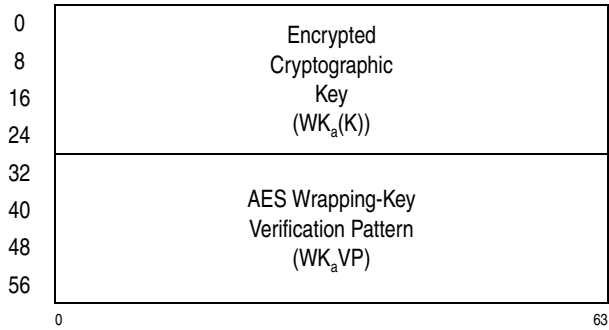 0
8
16
24
32
40
48
56
Encrypted
Cryptographic
Key
(WKₐ(K))
AES Wrapping-Key
Verification Pattern
(WKₐVP)
0 63